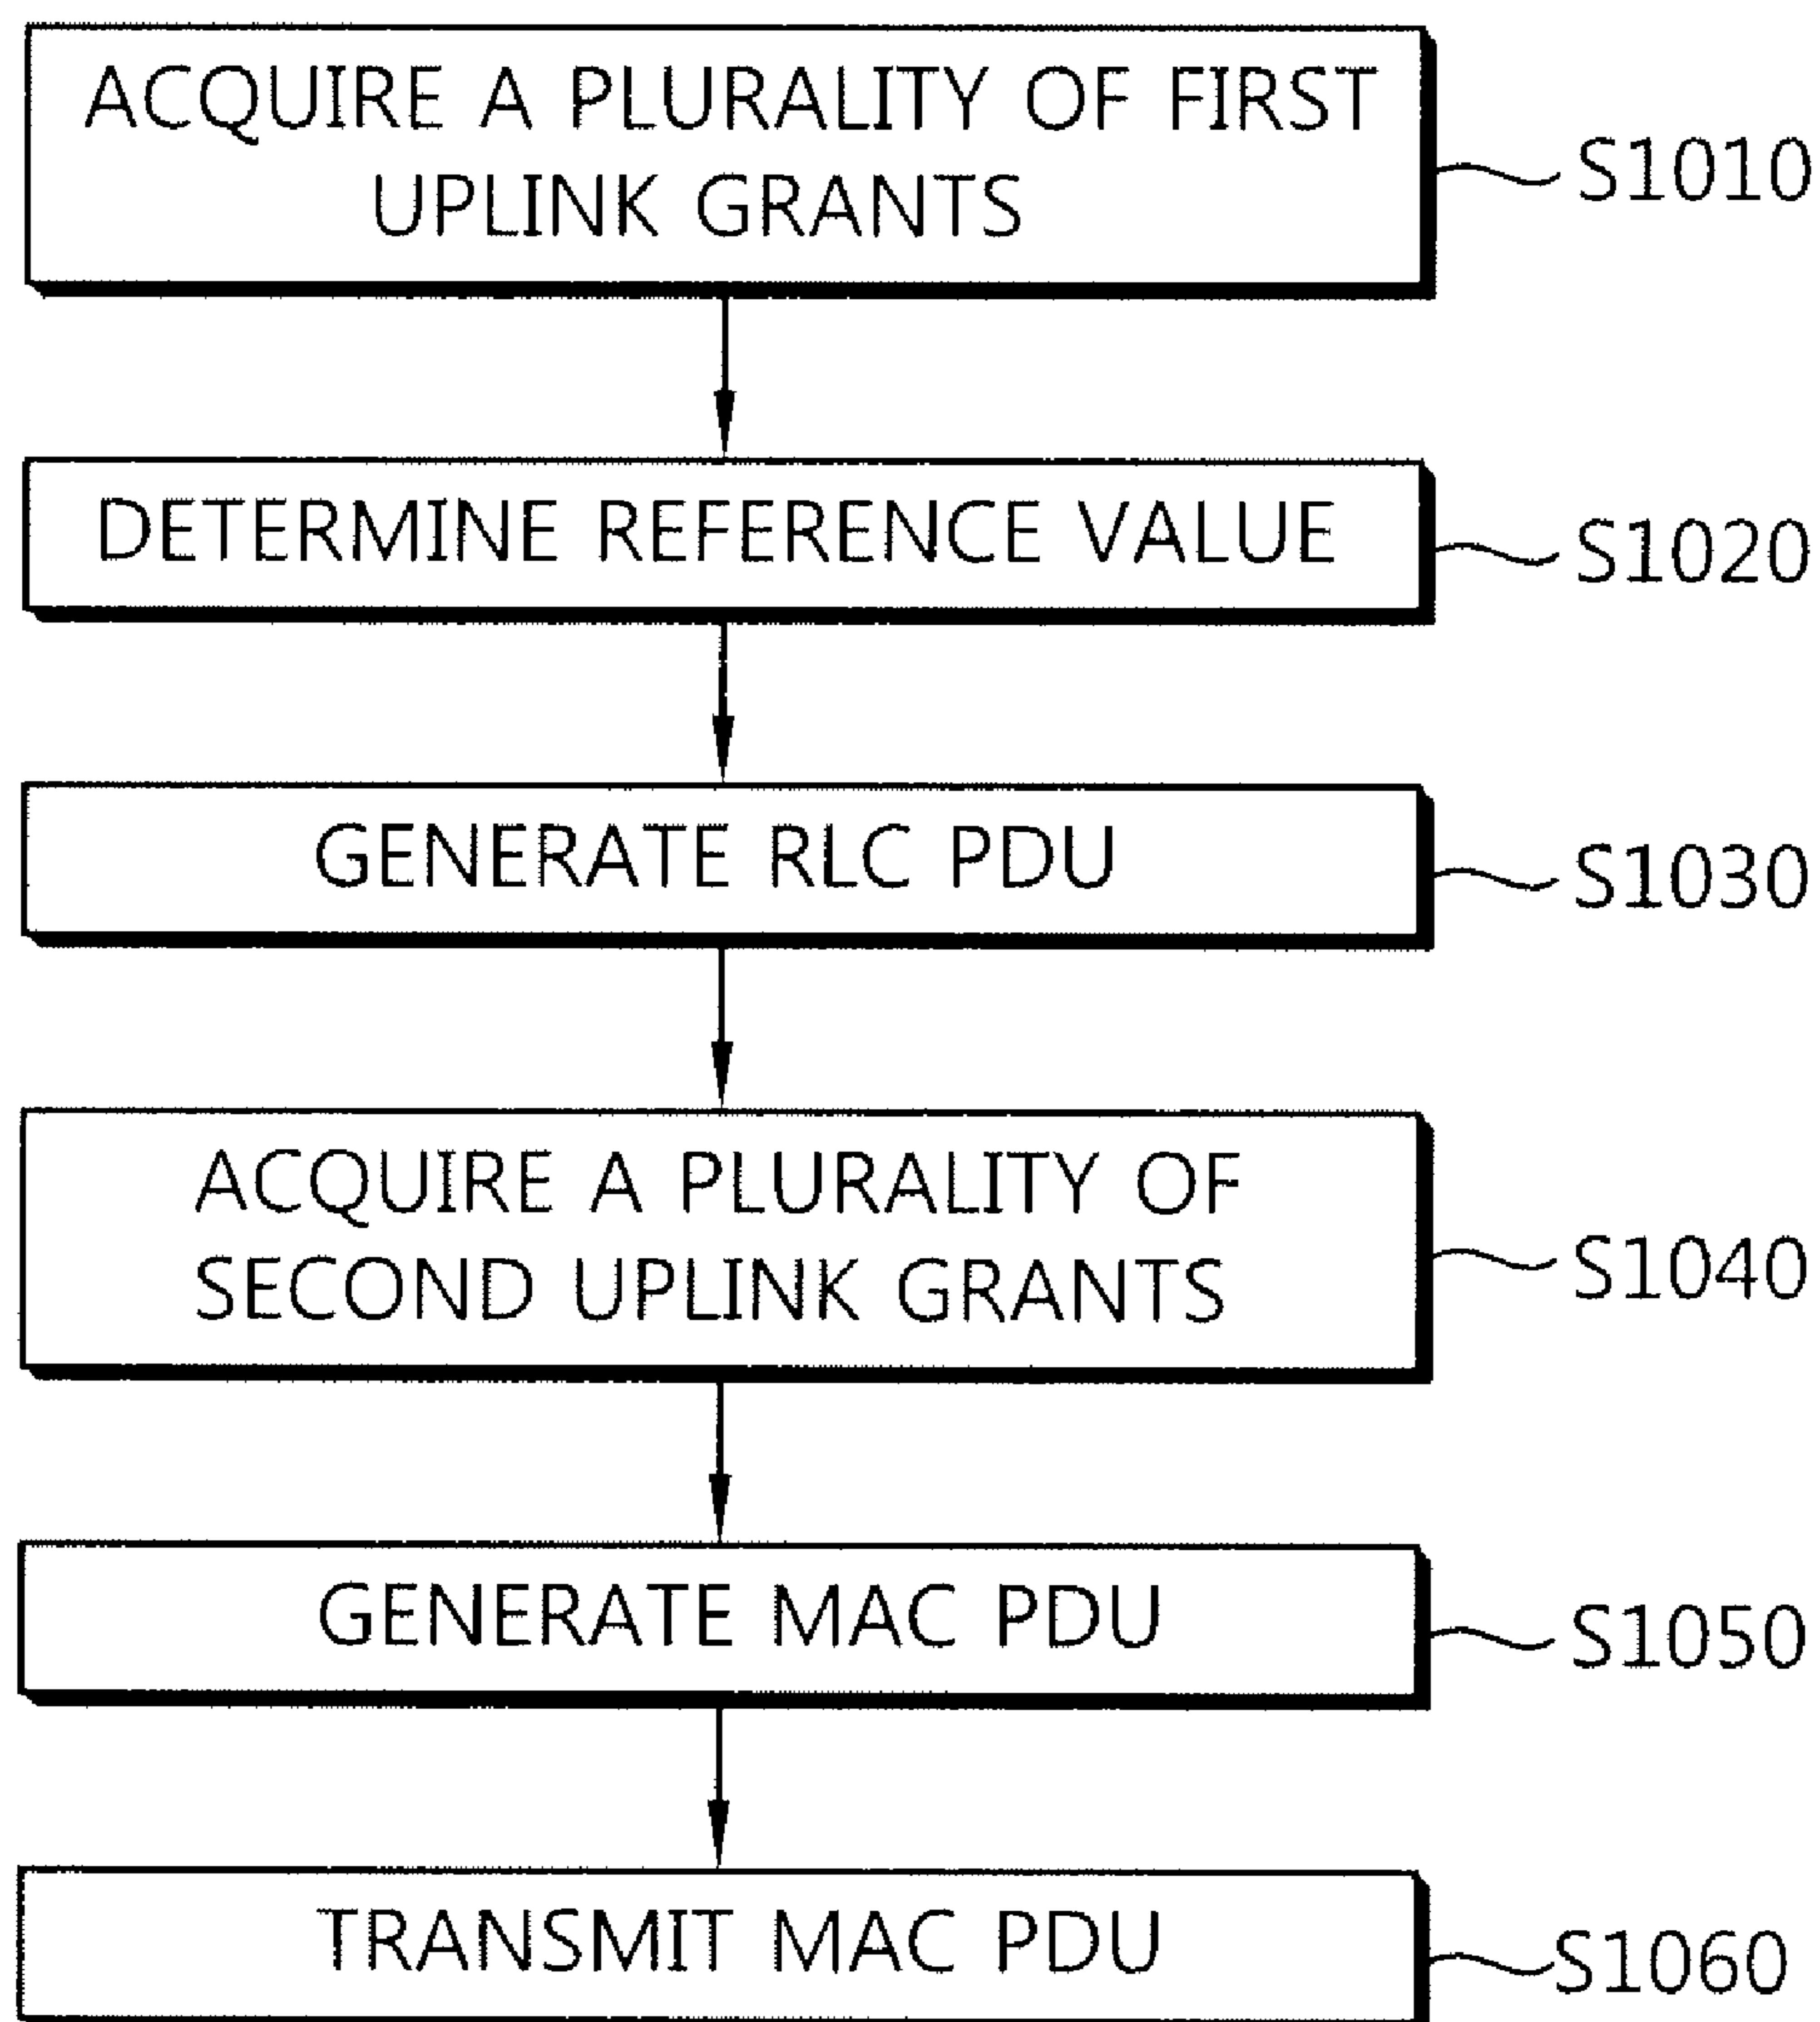 ACQUIRE A PLURALITY OF FIRST
UPLINK GRANTS
S1010
DETERMINE REFERENCE VALUE
S1020
GENERATE RLC PDU
S1030
ACQUIRE A PLURALITY OF
SECOND UPLINK GRANTS
S1040
GENERATE MAC PDU
S1050
TRANSMIT MAC PDU
S1060